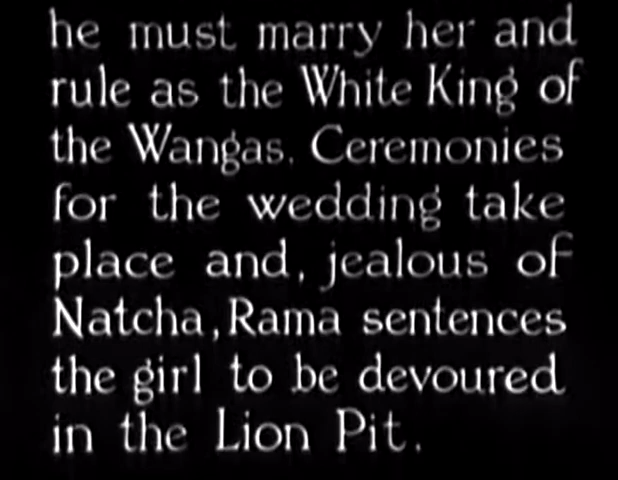 he must marry her and
rule as the White King of
the Wangas. Ceremonies
for the wedding take
place and, jealous of
Natcha, Rama sentences
the girl to be devoured
in the Lion Pit.